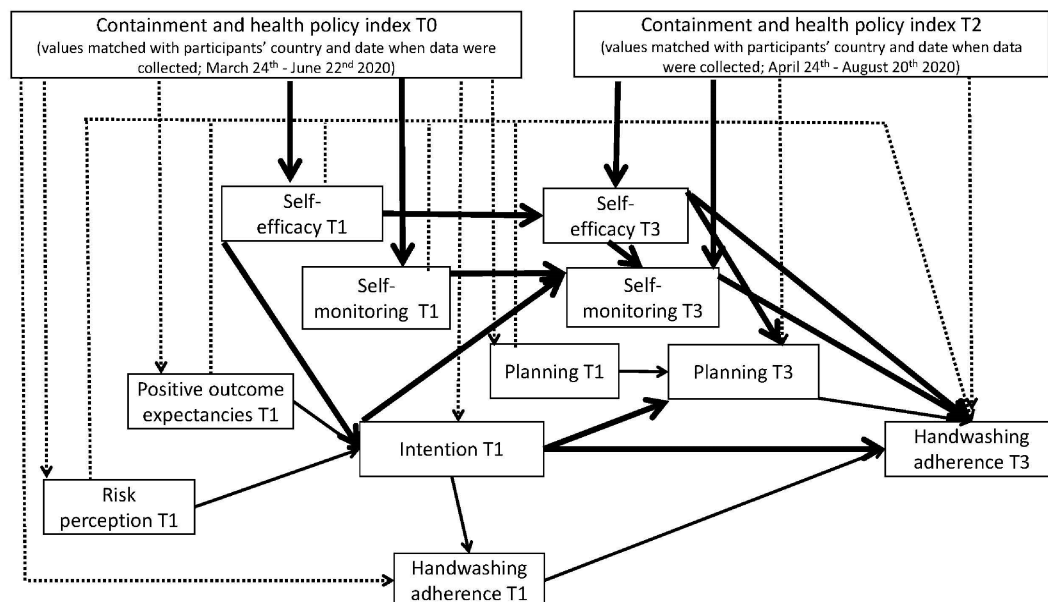 Containment and health policy index T0
(values matched with participants' country and date when data were
collected; March 24th - June 22nd 2020)
Containment and health policy index T2
(values matched with participants' country and date when data
were collected; April 24th - August 20th 2020)
Self-
efficacy T1
Self-
efficacy T3
Self-
monitoring T1
Self-
monitoring T3
Planning T1
Planning T3
Positive outcome
expectancies T1
Intention T1
Handwashing
adherence T3
Risk
perception T1
Handwashing
adherence T1